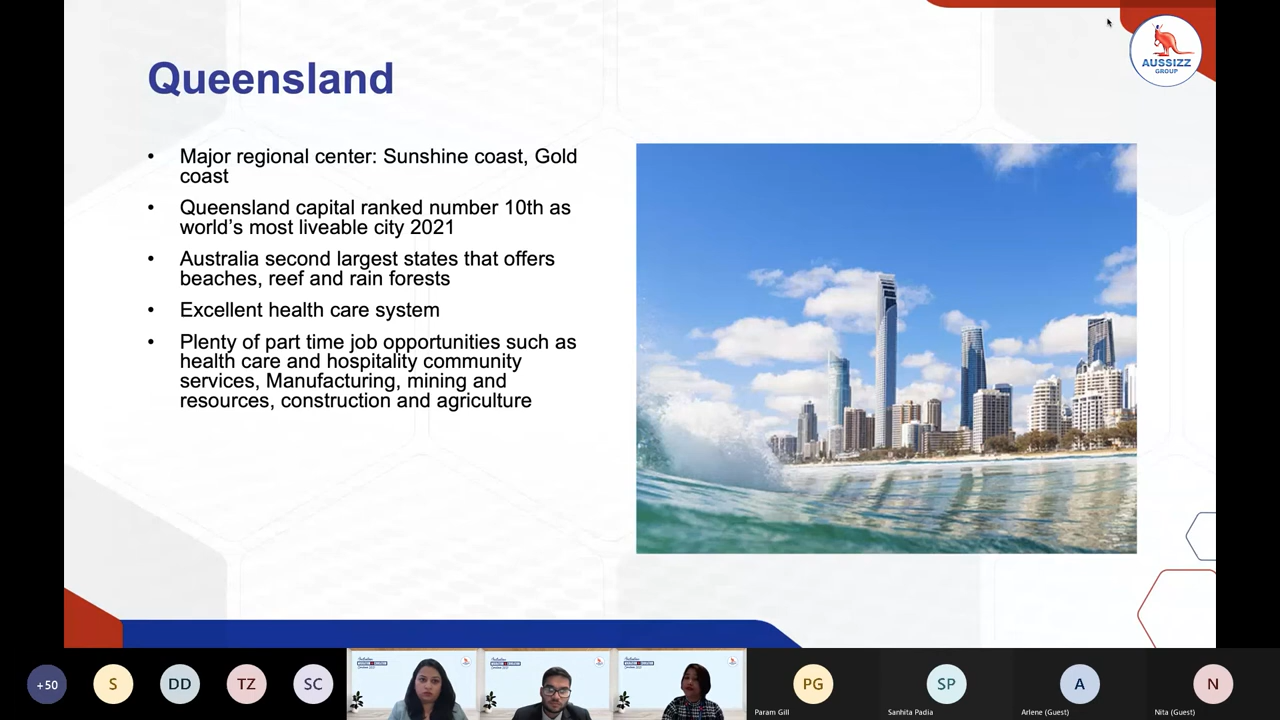 AUSSIZZ
GROUP
Queensland
• Major regional center: Sunshine coast, Gold
coast
• Queensland capital ranked number 10th as
world’s most liveable city 2021
• Australia second largest states that offers
beaches, reef and rain forests
• Excellent health care system
• Plenty of part time job opportunities such as
health care and hospitality community
services, Manufacturing, mining and
resources, construction and agriculture
+50
S
DD
TZ
SC
PG
Param Gill
SP
Sanhita Padia
A
Arlene (Guest)
N
Nita (Guest)